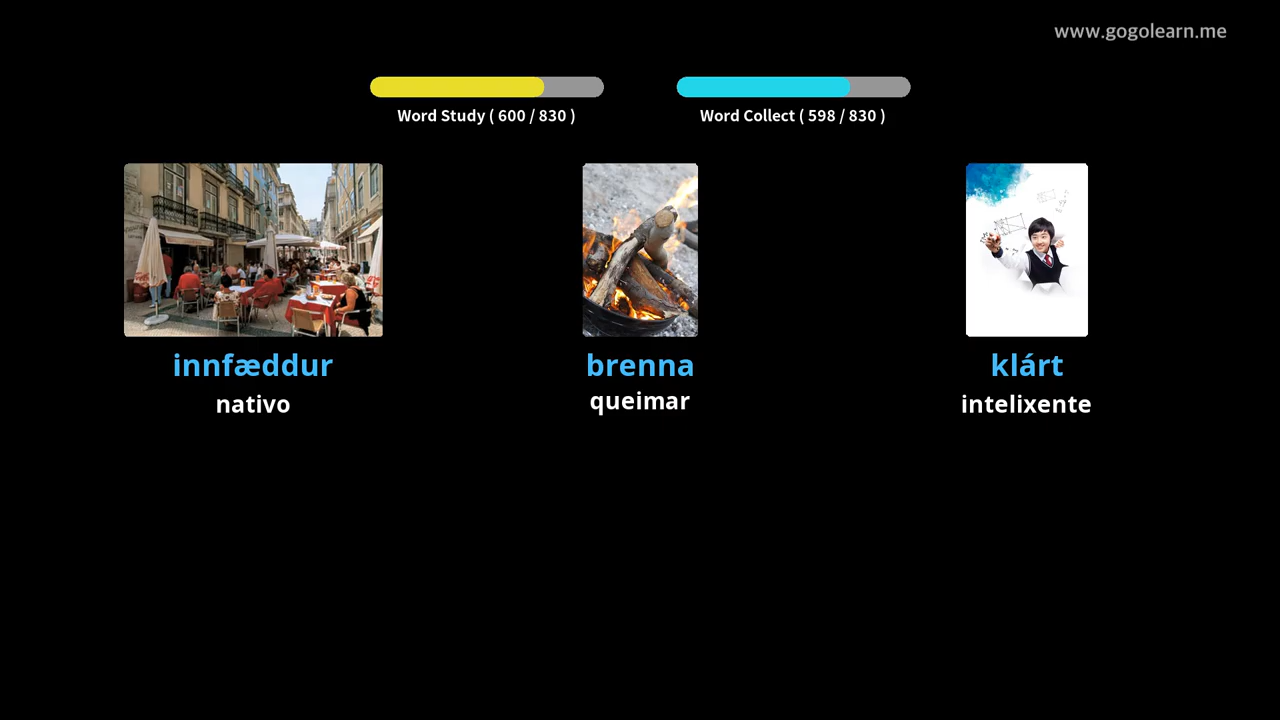 www.gogolearn.me
Word Study ( 600 / 830 )
Word Collect ( 598 / 830 )
innfæddur
nativo
brenna
queimar
klárt
intelixente